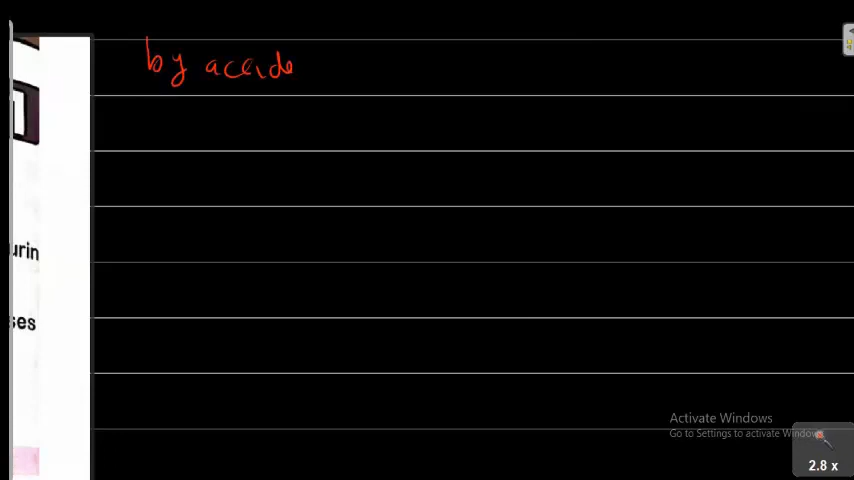 by accide
urin
ses
Activate Windows
Go to Settings to activate Windows.
2.8 x